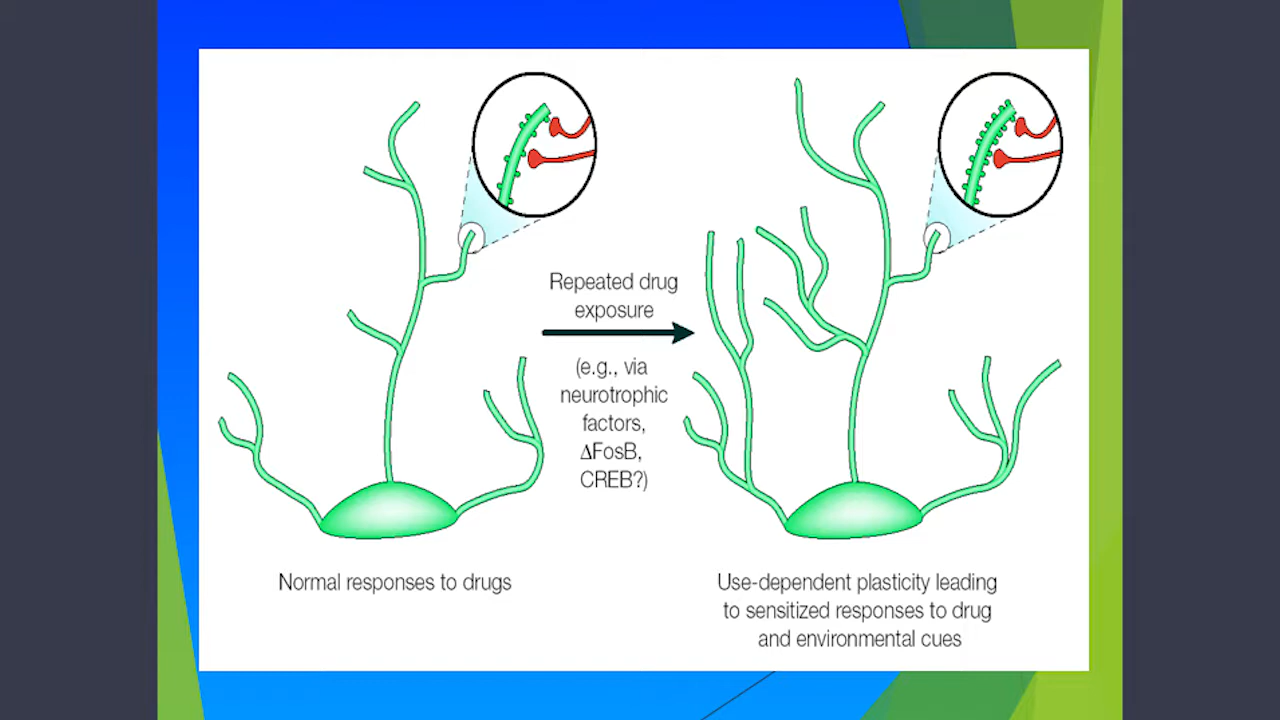 Repeated drug
exposure
(e.g., via
neurotrophic
factors,
ΔFosB,
CREB?)
Normal responses to drugs
Use-dependent plasticity leading
to sensitized responses to drug
and environmental cues